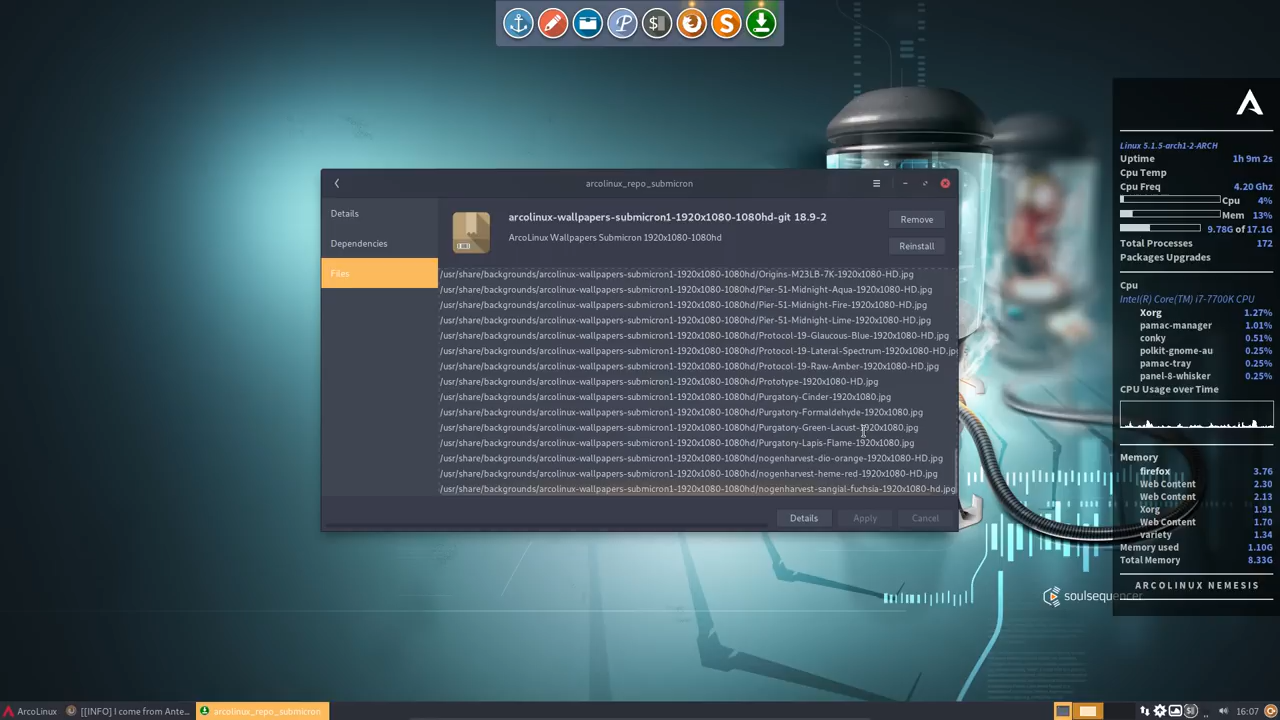 arcolinux_repo_submicron
Details
Dependencies
Files
arcolinux-wallpapers-submicron1-1920x1080-1080hd-git 18.9-2
ArcoLinux Wallpapers Submicron 1920x1080-1080hd
Remove
Reinstall
/usr/share/backgrounds/arcolinux-wallpapers-submicron1-1920x1080-1080hd/Origins-M23LB-7K-1920x1080-HD.jpg
/usr/share/backgrounds/arcolinux-wallpapers-submicron1-1920x1080-1080hd/Pier-51-Midnight-Aqua-1920x1080-HD.jpg
/usr/share/backgrounds/arcolinux-wallpapers-submicron1-1920x1080-1080hd/Pier-51-Midnight-Fire-1920x1080-HD.jpg
/usr/share/backgrounds/arcolinux-wallpapers-submicron1-1920x1080-1080hd/Pier-51-Midnight-Lime-1920x1080-HD.jpg
/usr/share/backgrounds/arcolinux-wallpapers-submicron1-1920x1080-1080hd/Protocol-19-Glaucous-Blue-1920x1080-HD.jpg
/usr/share/backgrounds/arcolinux-wallpapers-submicron1-1920x1080-1080hd/Protocol-19-Lateral-Spectrum-1920x1080-HD.jp
/usr/share/backgrounds/arcolinux-wallpapers-submicron1-1920x1080-1080hd/Protocol-19-Raw-Amber-1920x1080-HD.jpg
/usr/share/backgrounds/arcolinux-wallpapers-submicron1-1920x1080-1080hd/Prototype-1920x1080-HD.jpg
/usr/share/backgrounds/arcolinux-wallpapers-submicron1-1920x1080-1080hd/Purgatory-Cinder-1920x1080.jpg
/usr/share/backgrounds/arcolinux-wallpapers-submicron1-1920x1080-1080hd/Purgatory-Formaldehyde-1920x1080.jpg
/usr/share/backgrounds/arcolinux-wallpapers-submicron1-1920x1080-1080hd/Purgatory-Green-Lacust-1920x1080.jpg
/usr/share/backgrounds/arcolinux-wallpapers-submicron1-1920x1080-1080hd/Purgatory-Lapis-Flame-1920x1080.jpg
/usr/share/backgrounds/arcolinux-wallpapers-submicron1-1920x1080-1080hd/nogenharvest-dio-orange-1920x1080-HD.jpg
/usr/share/backgrounds/arcolinux-wallpapers-submicron1-1920x1080-1080hd/nogenharvest-heme-red-1920x1080-HD.jpg
/usr/share/backgrounds/arcolinux-wallpapers-submicron1-1920x1080-1080hd/nogenharvest-sangial-fuchsia-1920x1080-hd.jpg
Details Apply Cancel
Linux 5.1.5-arch1-2-ARCH
Uptime 1h 9m 2s
Cpu Temp
Cpu Freq 4.20 Ghz
Cpu 4%
Mem 13%
9.78G of 17.1G
Total Processes 172
Packages Upgrades
Cpu
Intel(R) Core(TM) i7-7700K CPU
Xorg 1.27%
pamac-manager 1.01%
conky 0.51%
polkit-gnome-au 0.25%
pamac-tray 0.25%
panel-8-whisker 0.25%
CPU Usage over Time
Memory
firefox 3.76
Web Content 2.30
Web Content 2.13
Xorg 1.91
Web Content 1.70
variety 1.34
Memory used 1.10G
Total Memory 8.33G
ARCOLINUX NEMESIS
soulsequencer
ArcoLinux
[[INFO] I come from Ante...
arcolinux_repo_submicron
16:07